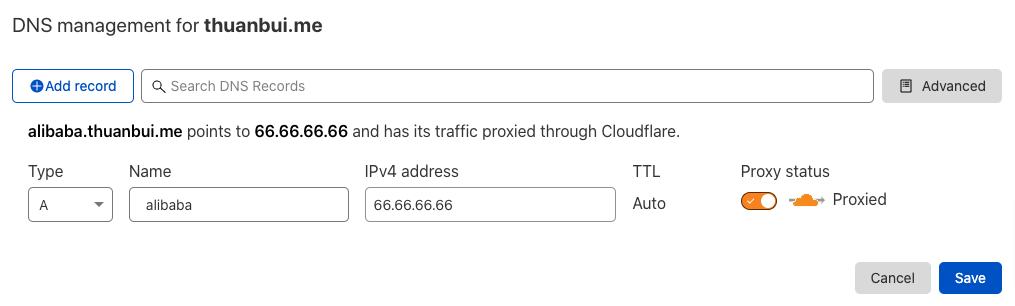 DNS management for thuanbui.me
Add record Search DNS Records Advanced
alibaba.thuanbui.me points to 66.66.66.66 and has its traffic proxied through Cloudflare.
Type Name IPv4 address TTL Proxy status
A alibaba 66.66.66.66 Auto Proxied
Cancel Save